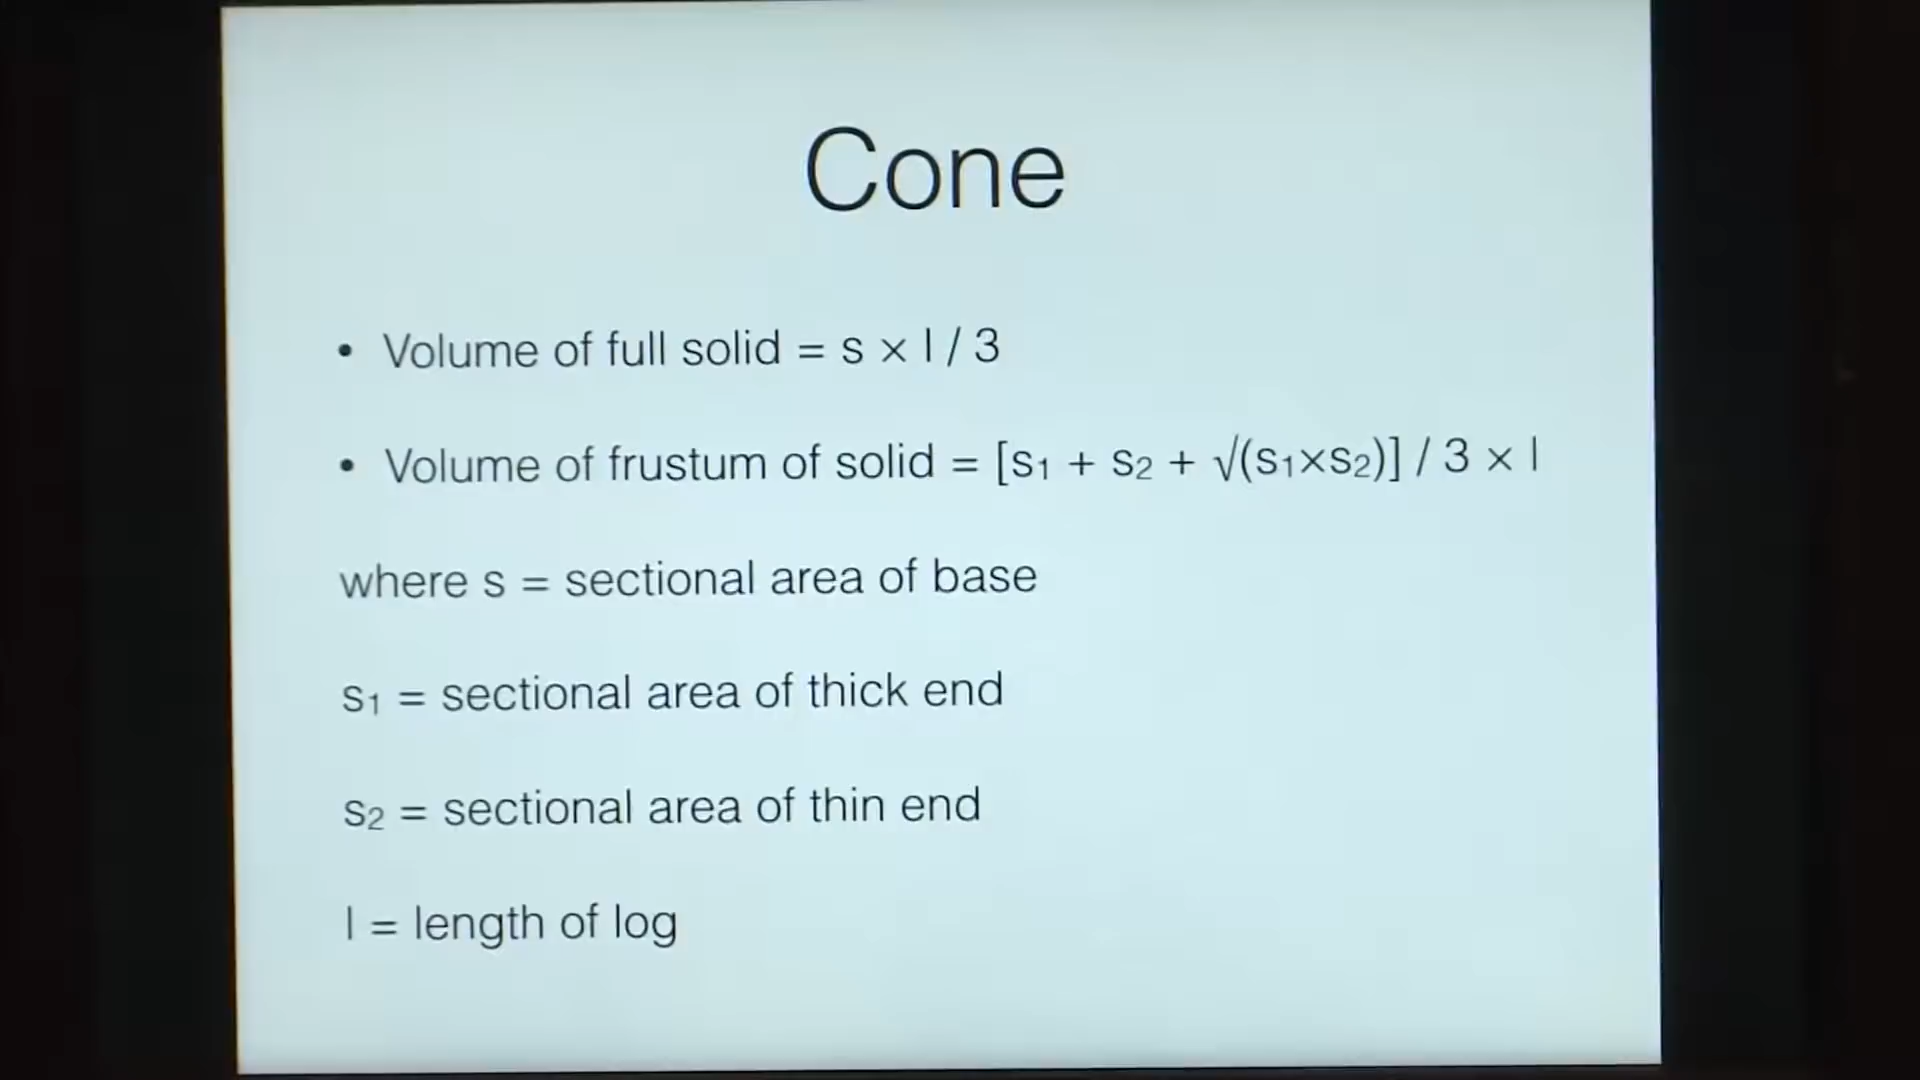 Cone
• Volume of full solid = s × l / 3
• Volume of frustum of solid = [s₁ + s₂ + √(s₁×s₂)] / 3 × l
where s = sectional area of base
s₁ = sectional area of thick end
s₂ = sectional area of thin end
l = length of log